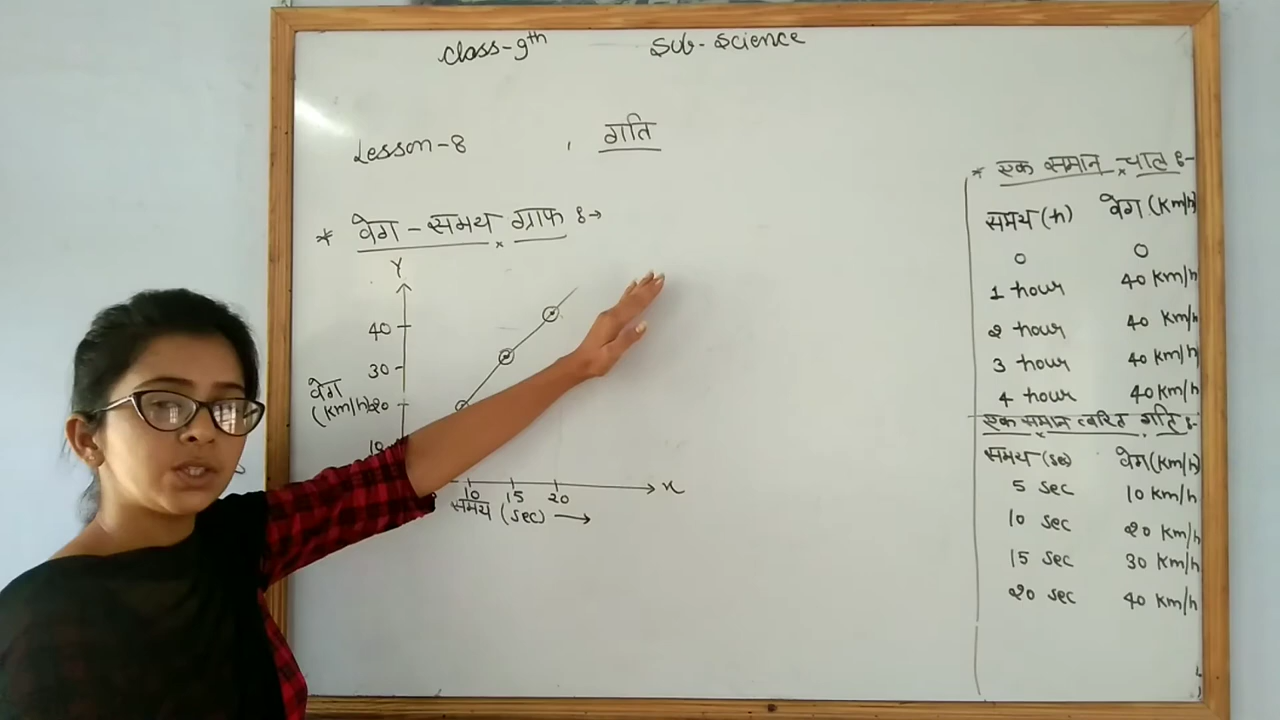 class-9th Sub-Science
Lesson-8 , गति
* वेग-समय ग्राफ :→
Y
40
30
वेग
(Km/h) 20
10
10 15 20 x
समय (sec) →
* एक समान चाल :-
समय (h) वेग (Km/h)
0 0
1 hour 40 km/h
2 hour 40 km/h
3 hour 40 km/h
4 hour 40 km/h
एक समान त्वरित गति :-
समय (se) वेग (Km/h)
5 sec 10 km/h
10 sec 20 km/h
15 sec 30 km/h
20 sec 40 km/h